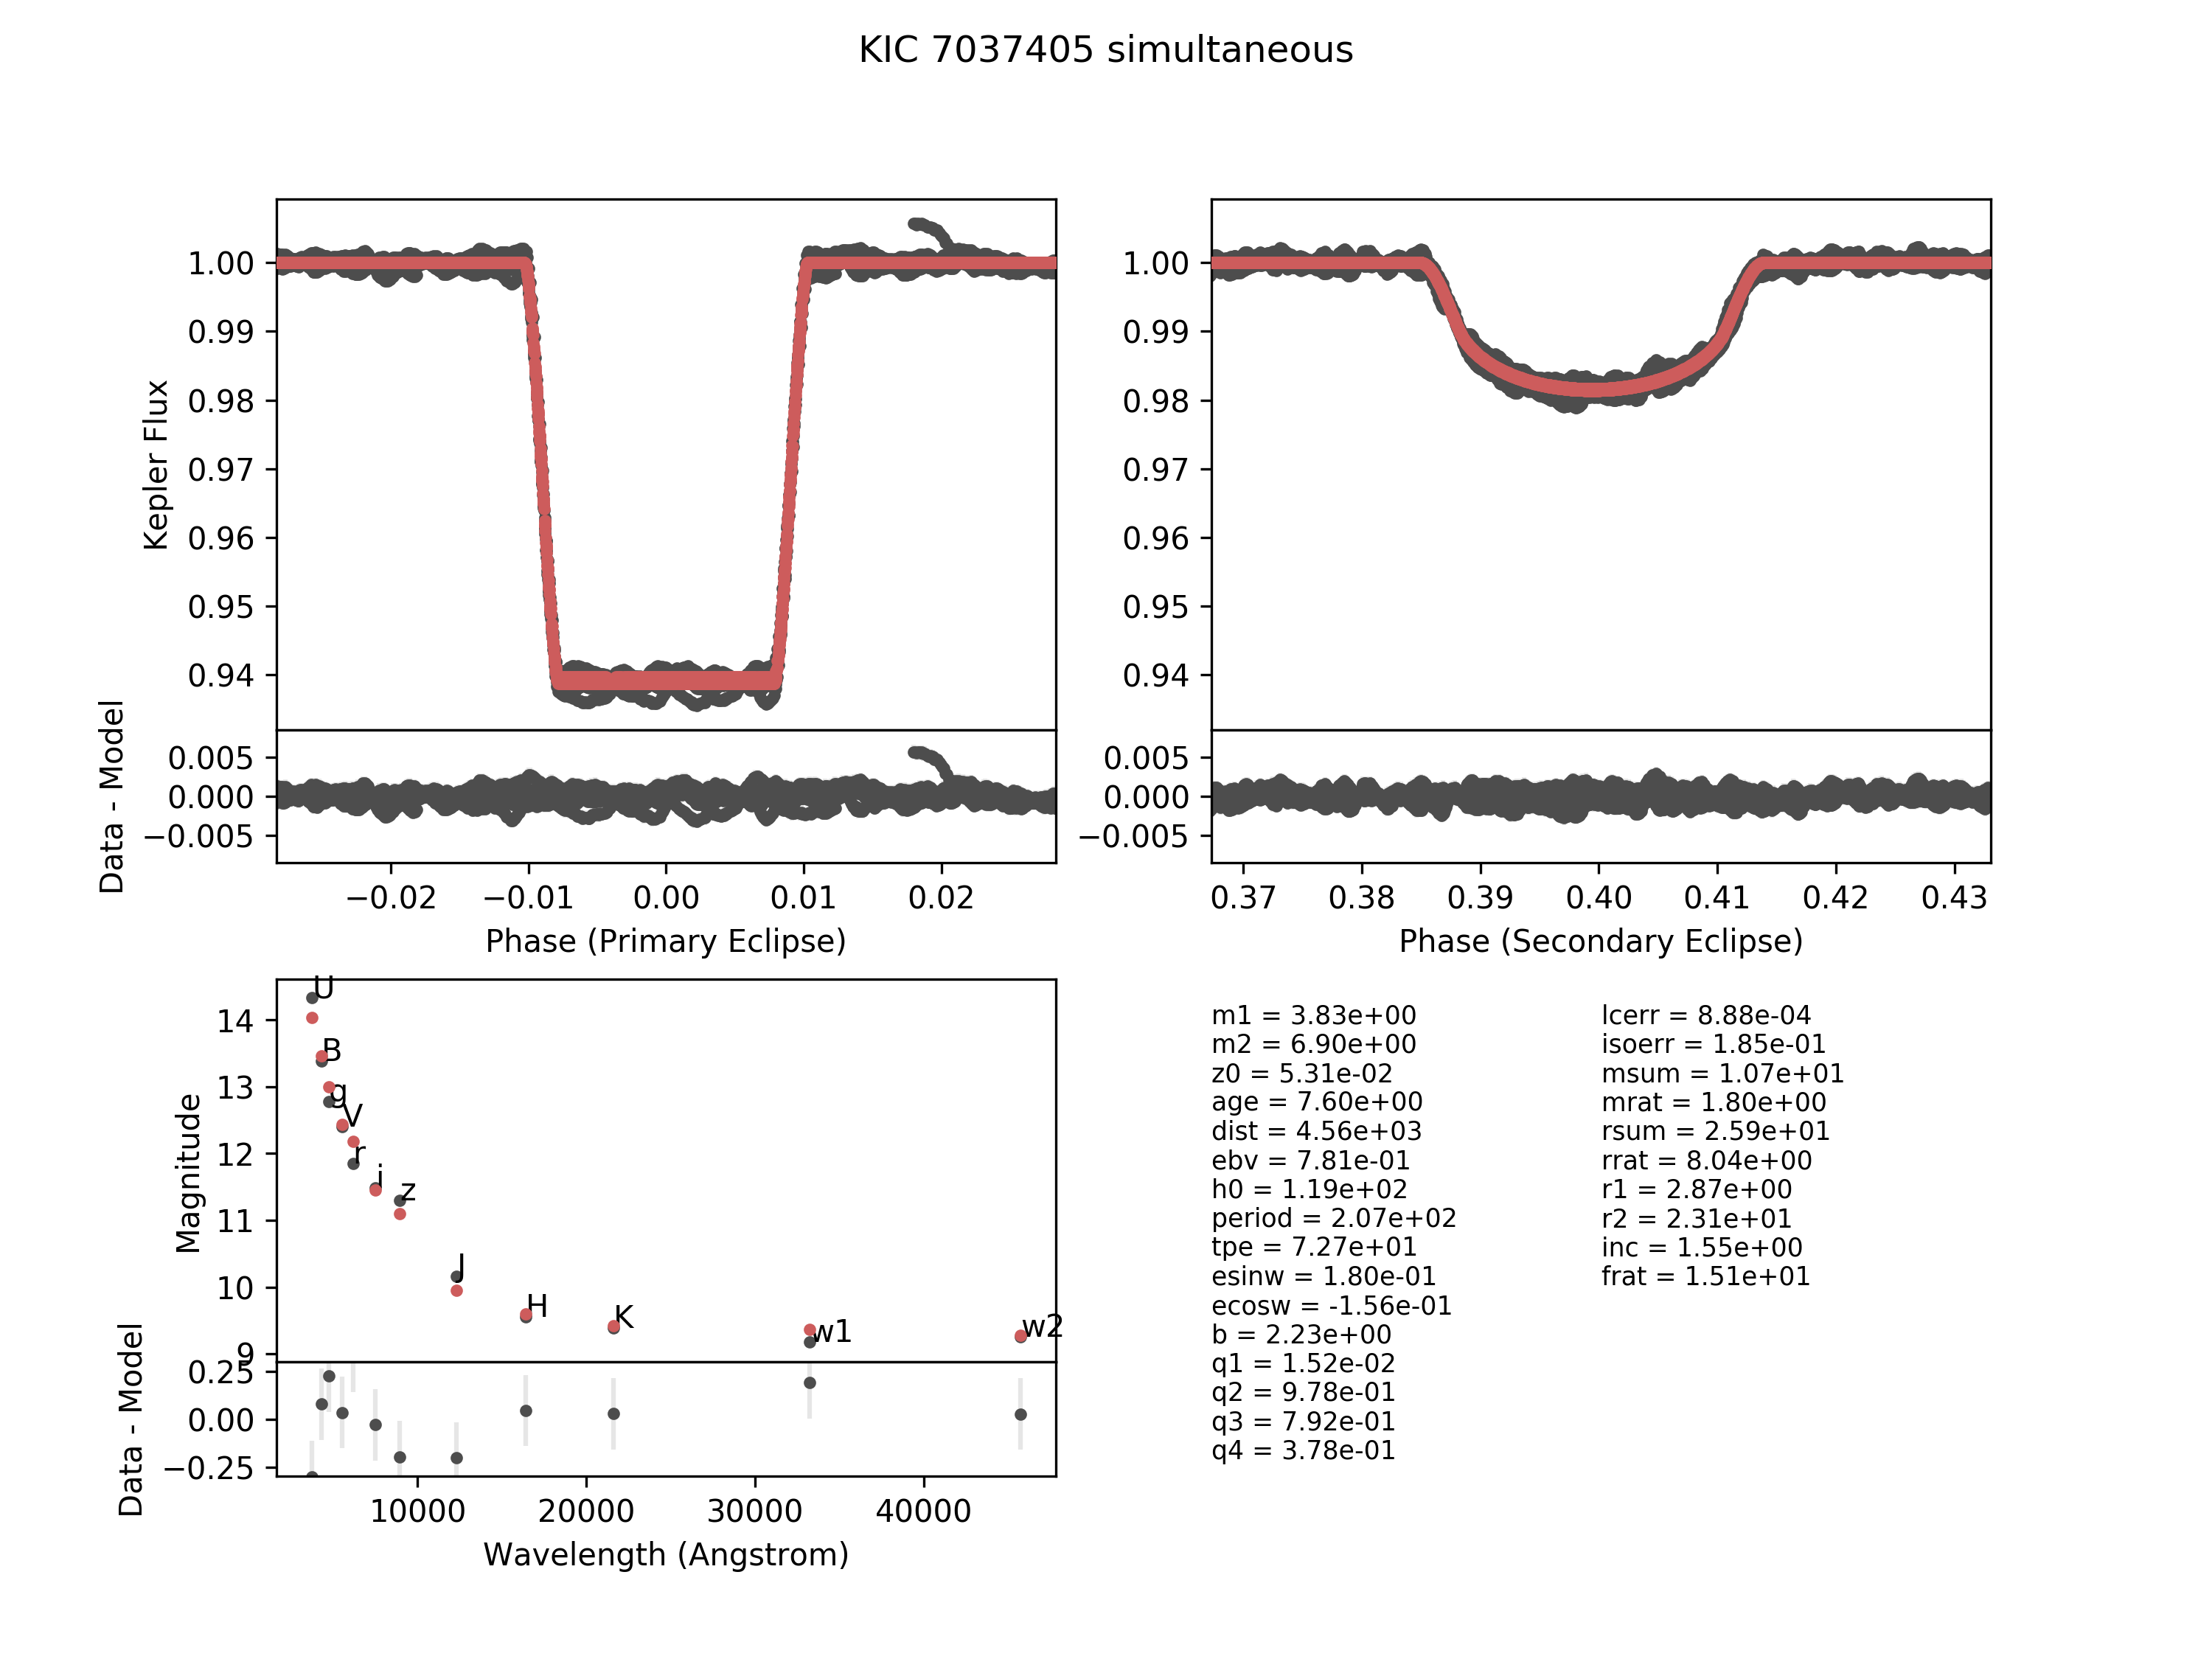 KIC 7037405 simultaneous
1.00
0.99
0.98
0.97
0.96
0.95
0.94
Kepler Flux
0.005
0.000
−0.005
Data - Model
−0.02 −0.01 0.00 0.01 0.02
Phase (Primary Eclipse)
1.00
0.99
0.98
0.97
0.96
0.95
0.94
0.005
0.000
−0.005
0.37 0.38 0.39 0.40 0.41 0.42 0.43
Phase (Secondary Eclipse)
14
13
12
11
10
9
Magnitude
U
B
g
V
r
i
z
J
H
K
w1
w2
0.25
0.00
−0.25
Data - Model
10000 20000 30000 40000
Wavelength (Angstrom)
m1 = 3.83e+00
m2 = 6.90e+00
z0 = 5.31e-02
age = 7.60e+00
dist = 4.56e+03
ebv = 7.81e-01
h0 = 1.19e+02
period = 2.07e+02
tpe = 7.27e+01
esinw = 1.80e-01
ecosw = -1.56e-01
b = 2.23e+00
q1 = 1.52e-02
q2 = 9.78e-01
q3 = 7.92e-01
q4 = 3.78e-01
lcerr = 8.88e-04
isoerr = 1.85e-01
msum = 1.07e+01
mrat = 1.80e+00
rsum = 2.59e+01
rrat = 8.04e+00
r1 = 2.87e+00
r2 = 2.31e+01
inc = 1.55e+00
frat = 1.51e+01